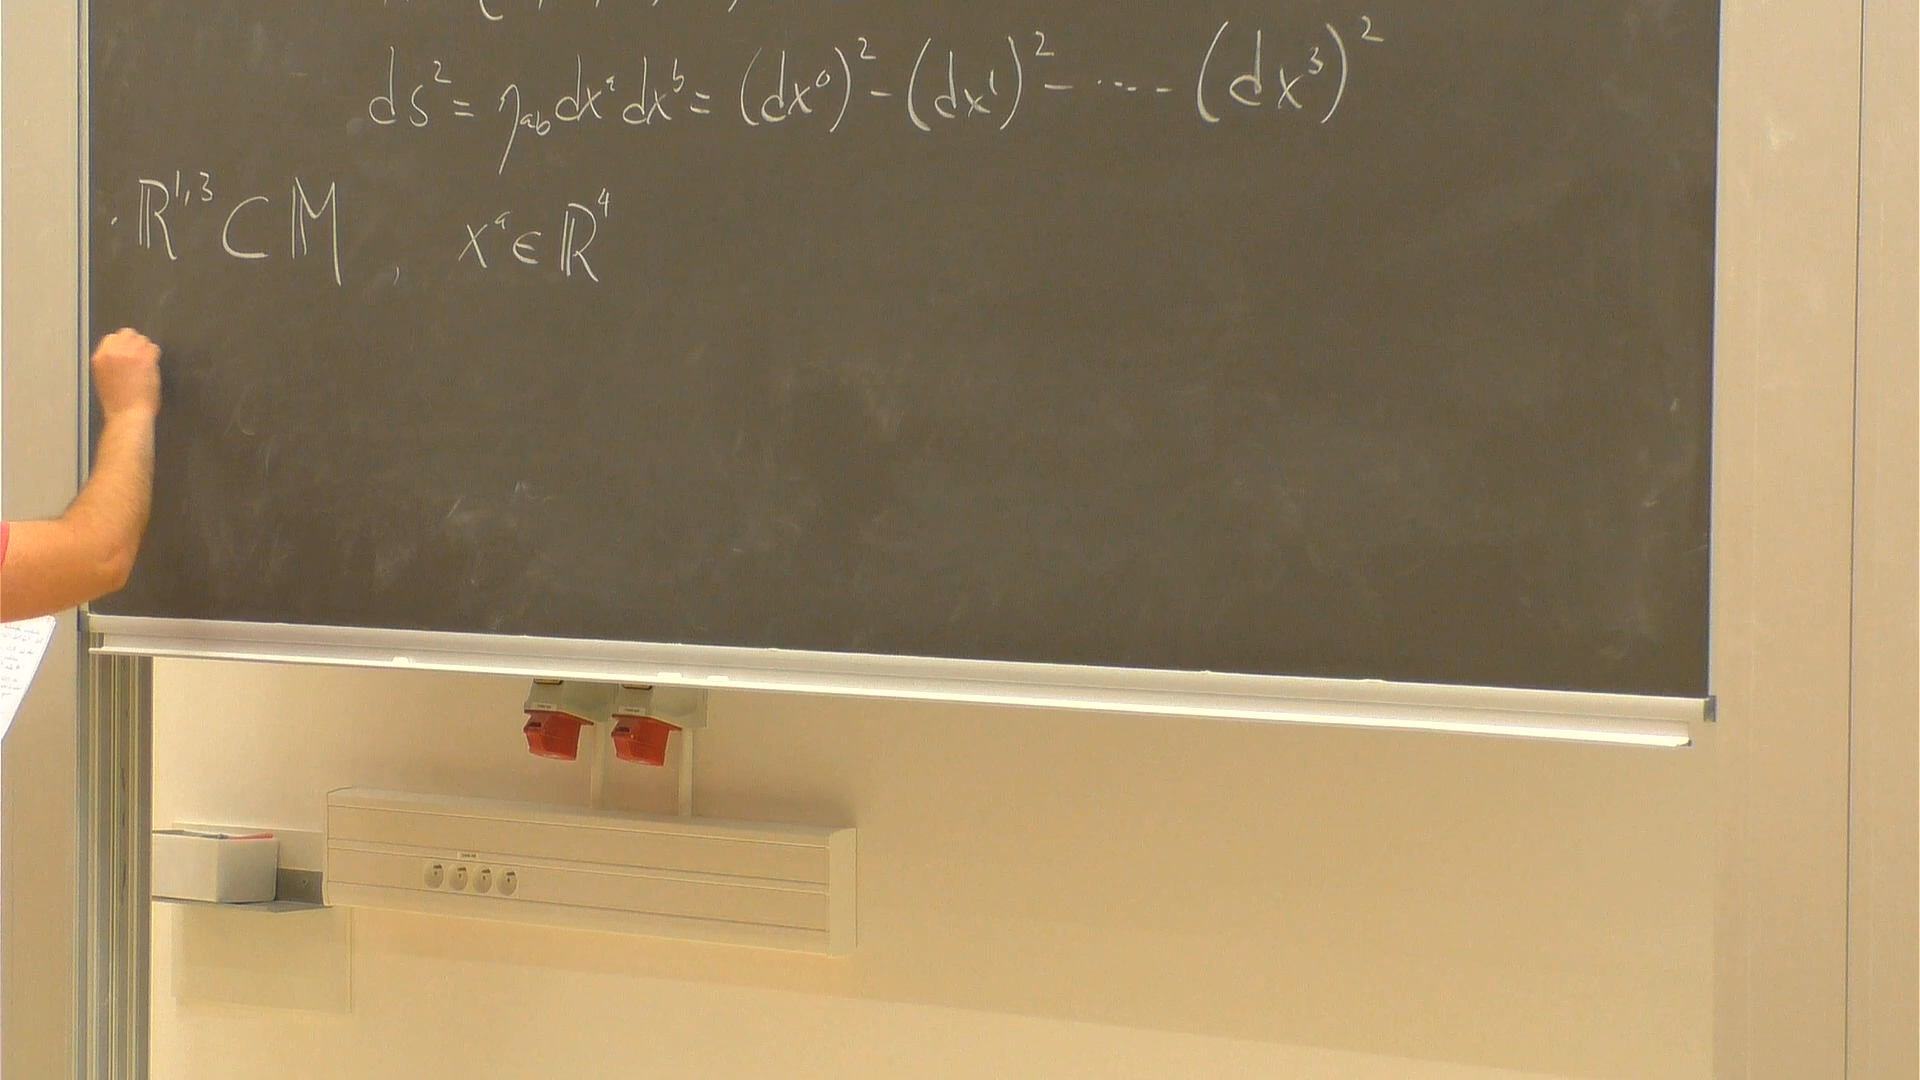 ds² = η_ab dx^a dx^b = (dx⁰)² - (dx¹)² - ···· - (dx³)²
· ℝ^{1,3} ⊂ 𝕄 , x^a ∈ ℝ⁴